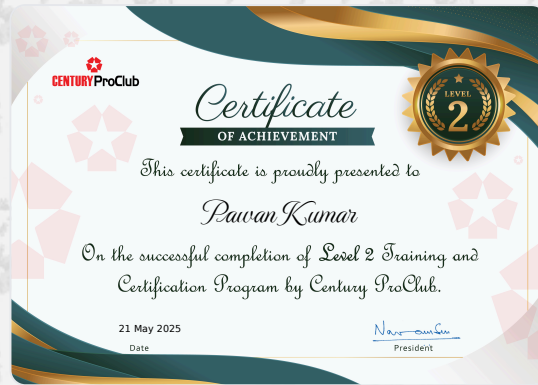 CENTURY ProClub
Certificate
OF ACHIEVEMENT
LEVEL
2
This certificate is proudly presented to
Pawan Kumar
On the successful completion of Level 2 Training and
Certification Program by Century ProClub.
21 May 2025
Date
President